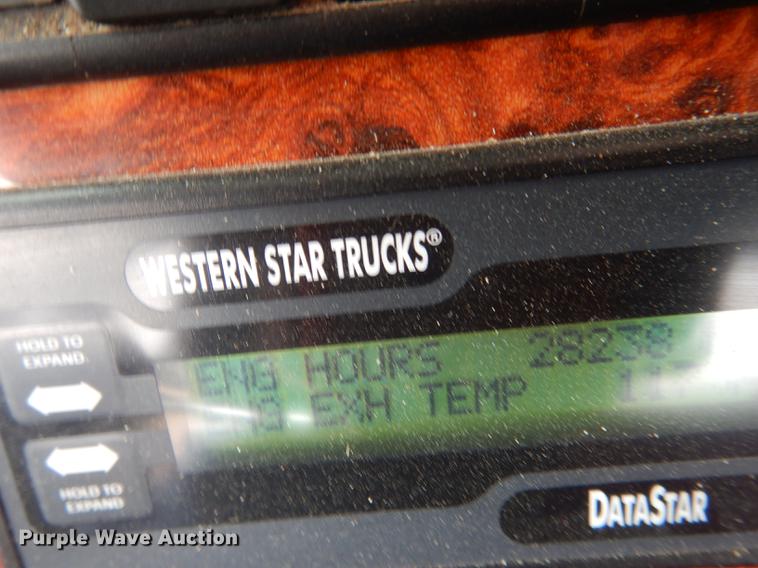 WESTERN STAR TRUCKS®
HOLD TO
EXPAND
ENG HOURS 28238
EXH TEMP
HOLD TO
EXPAND
DATASTAR
Purple Wave Auction